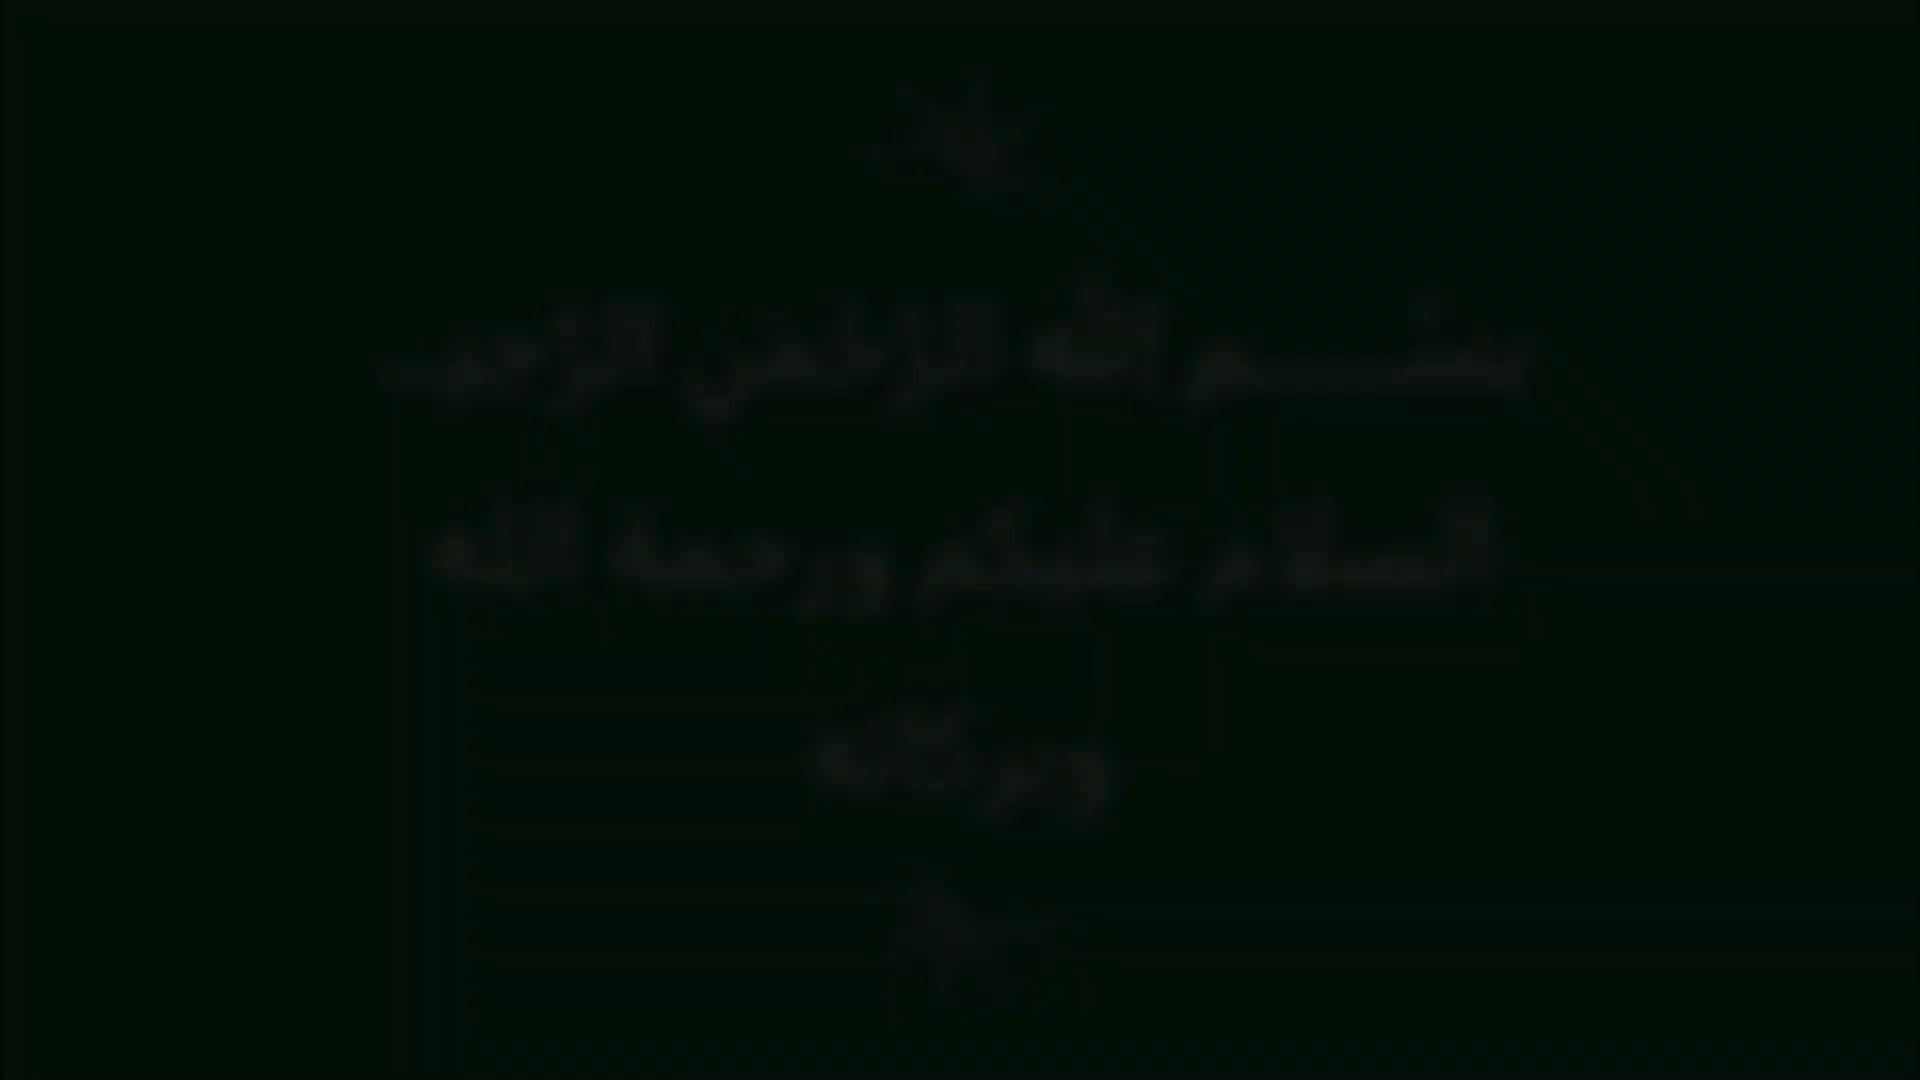 بسم الله الرحمن الرحيم
السلام عليكم ورحمة الله
وبركاته